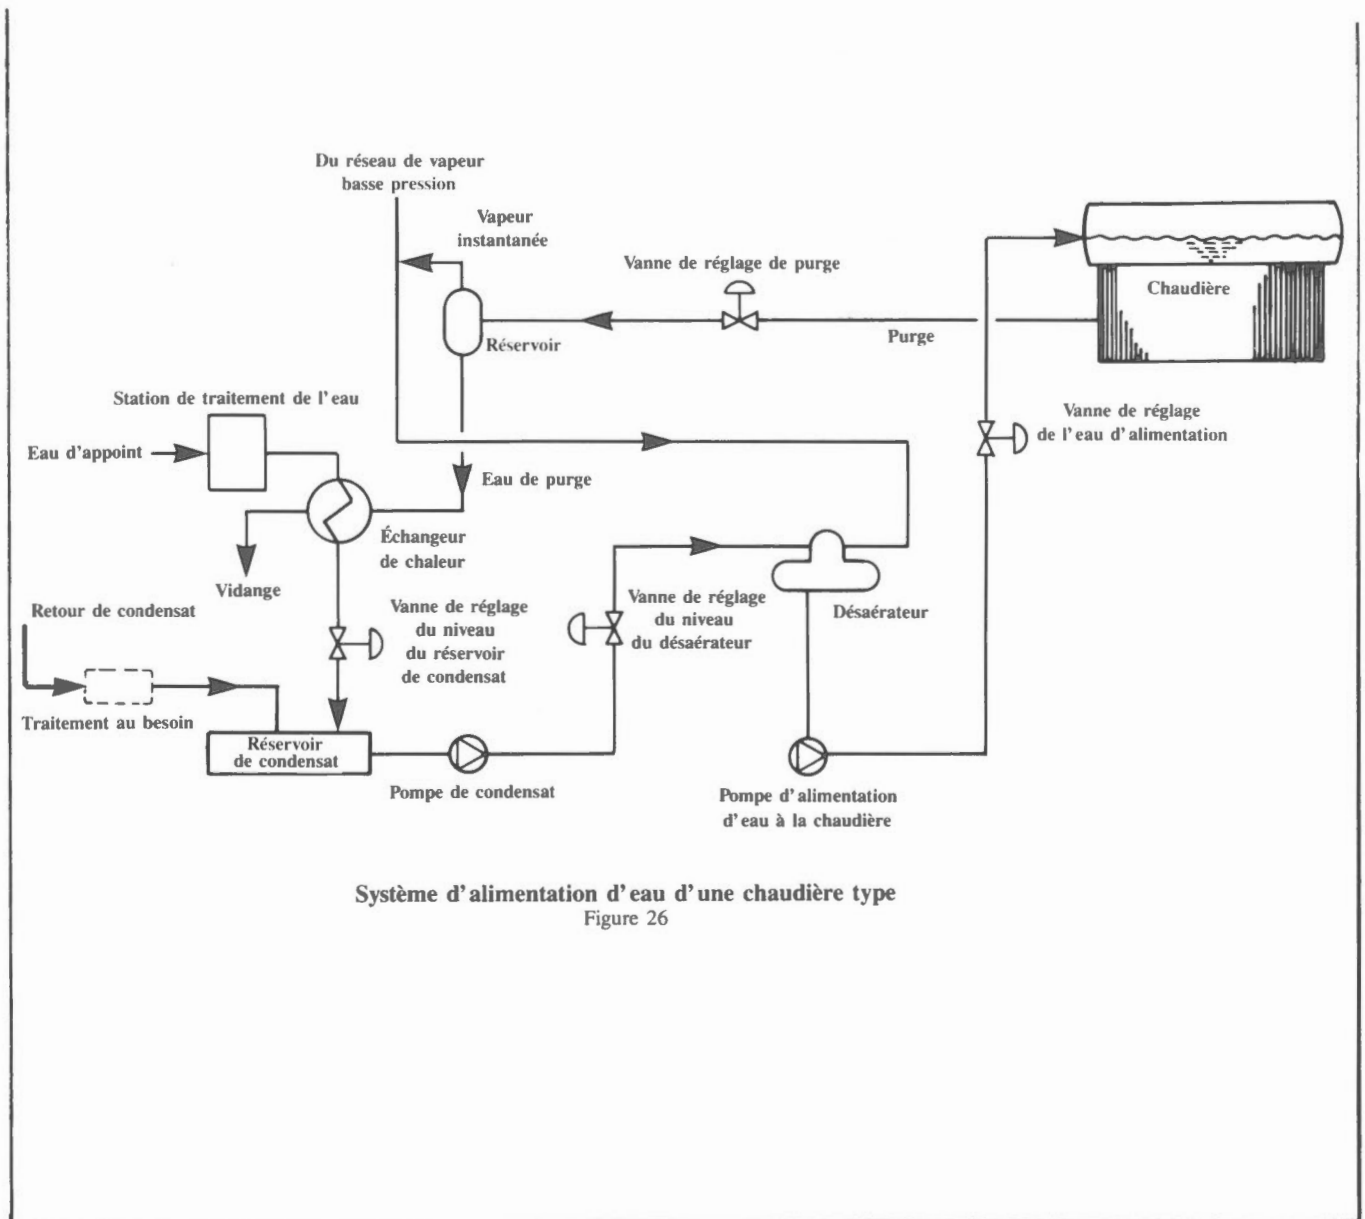 Du réseau de vapeur
basse pression
Vapeur
instantanée
Vanne de réglage de purge
Chaudière
Réservoir
Purge
Station de traitement de l'eau
Vanne de réglage
de l'eau d'alimentation
Eau d'appoint
Eau de purge
Échangeur
de chaleur
Vidange
Retour de condensat
Vanne de réglage
du niveau
du réservoir
de condensat
Vanne de réglage
du niveau
du désaérateur
Désaérateur
Traitement au besoin
Réservoir
de condensat
Pompe de condensat
Pompe d'alimentation
d'eau à la chaudière
Système d'alimentation d'eau d'une chaudière type
Figure 26